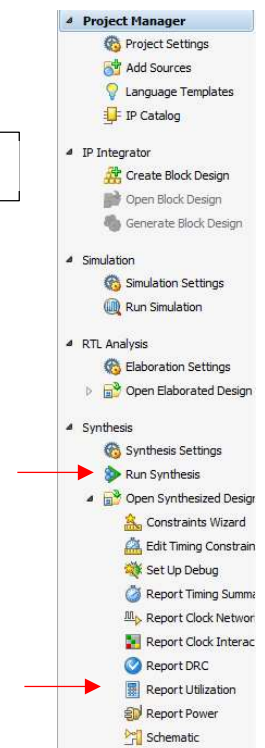 Project Manager
Project Settings
Add Sources
Language Templates
IP Catalog
IP Integrator
Create Block Design
Open Block Design
Generate Block Design
Simulation
Simulation Settings
Run Simulation
RTL Analysis
Elaboration Settings
Open Elaborated Design
Synthesis
Synthesis Settings
Run Synthesis
Open Synthesized Desigr
Constraints Wizard
Edit Timing Constrain
Set Up Debug
Report Timing Summa
Report Clock Networ
Report Clock Interac
Report DRC
Report Utilization
Report Power
Schematic